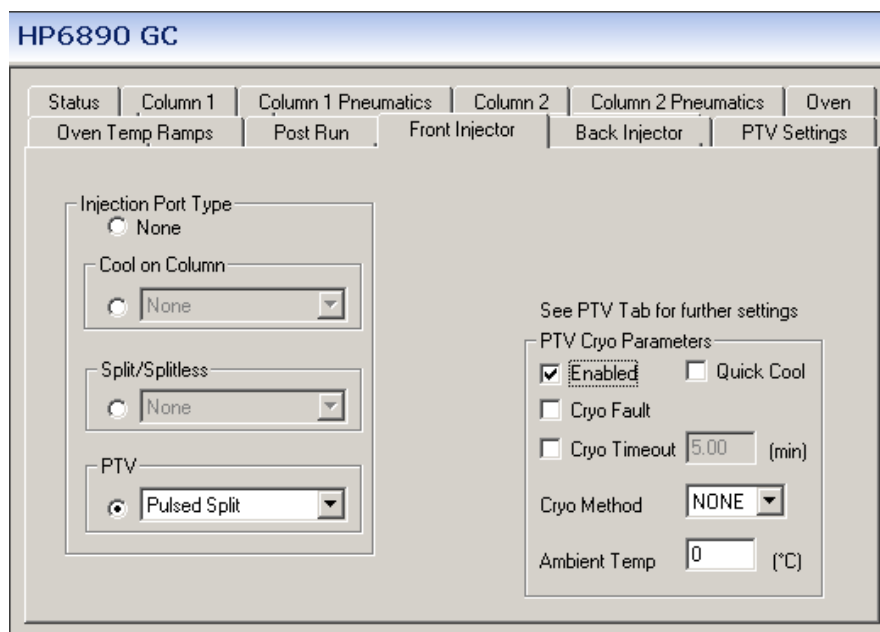 HP6890 GC
Status Column 1 Column 1 Pneumatics Column 2 Column 2 Pneumatics Oven
Oven Temp Ramps Post Run Front Injector Back Injector PTV Settings
Injection Port Type
None
Cool on Column
None
Split/Splitless
None
PTV
Pulsed Split
See PTV Tab for further settings
PTV Cryo Parameters
Enabled Quick Cool
Cryo Fault
Cryo Timeout 5.00 (min)
Cryo Method NONE
Ambient Temp 0 (°C)